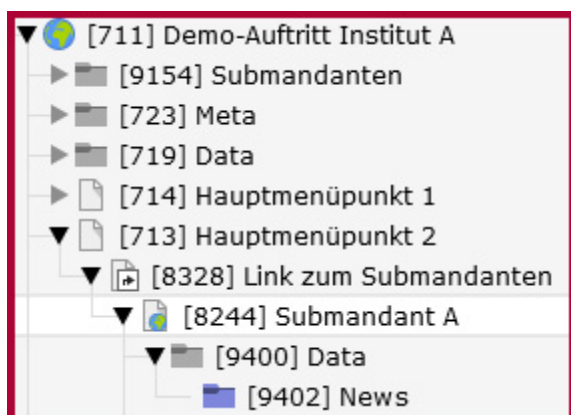 [711] Demo-Auftritt Institut A
[9154] Submandanten
[723] Meta
[719] Data
[714] Hauptmenüpunkt 1
[713] Hauptmenüpunkt 2
[8328] Link zum Submandanten
[8244] Submandant A
[9400] Data
[9402] News